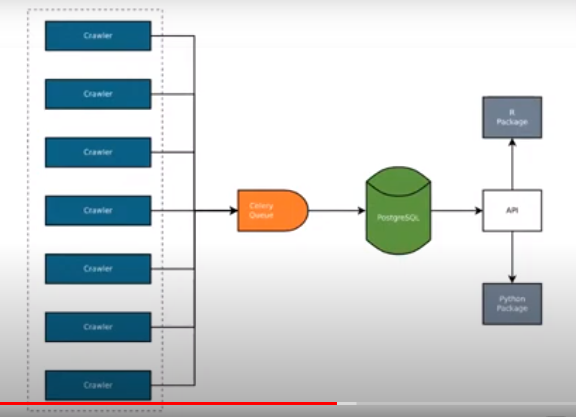 Crawler
Crawler
Crawler
Crawler
Crawler
Crawler
Crawler
Celery
Queue
PostgreSQL
R
Package
API
Python
Package